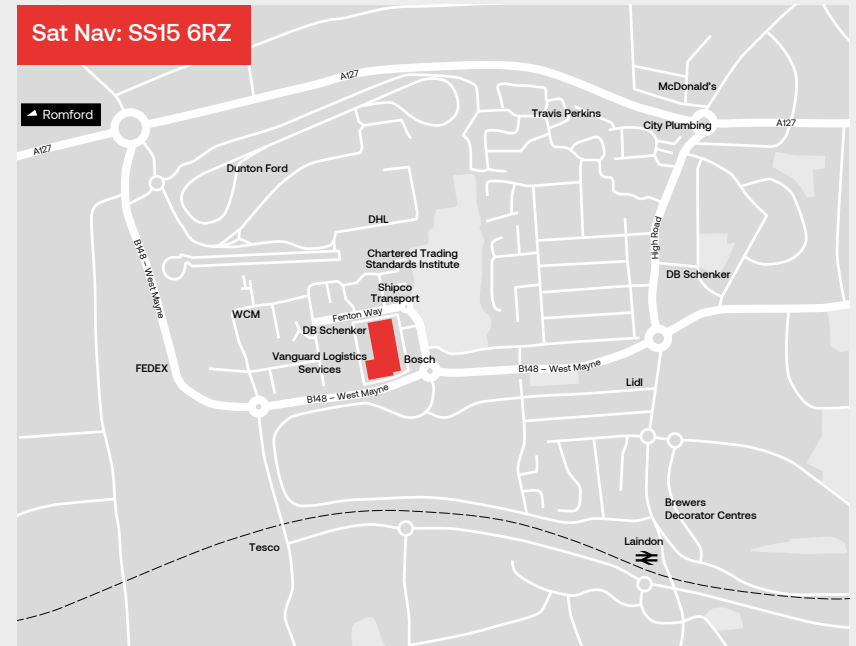 Sat Nav: SS15 6RZ
A127
McDonald's
Romford
Travis Perkins
City Plumbing
A127
A127
Dunton Ford
DHL
B148 – West Mayne
High Road
Chartered Trading
Standards Institute
DB Schenker
Shipco
Transport
WCM
Fenton Way
DB Schenker
Vanguard Logistics
Services
Bosch
FEDEX
B148 – West Mayne
B148 – West Mayne
Lidl
Brewers
Decorator Centres
Laindon
Tesco